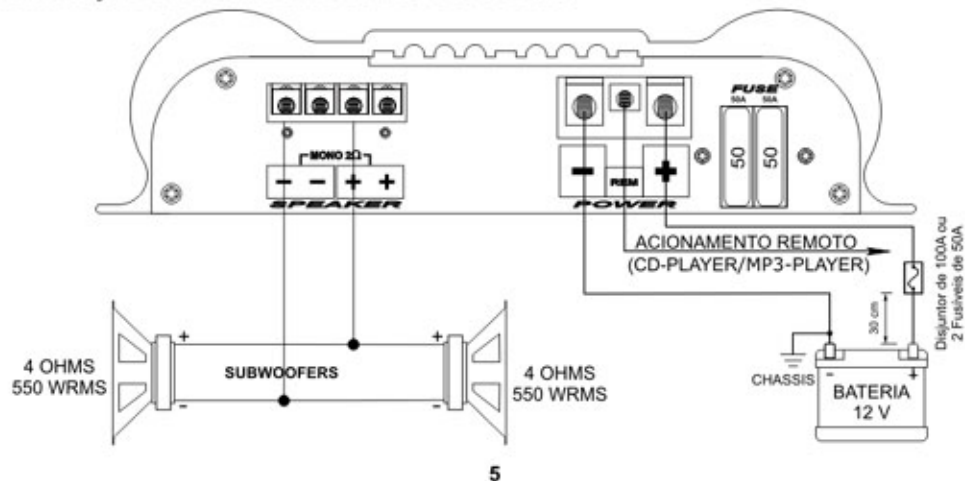 FUSE
50A 50A
50 50
MONO 2Ω
- - + +
SPEAKER
- REM +
POWER
ACIONAMENTO REMOTO
(CD-PLAYER/MP3-PLAYER)
Disjuntor de 100A ou
2 Fusíveis de 50A
30 cm
+ +
4 OHMS
550 WRMS
SUBWOOFERS
4 OHMS
550 WRMS
- -
CHASSIS
- +
BATERIA
12 V
5